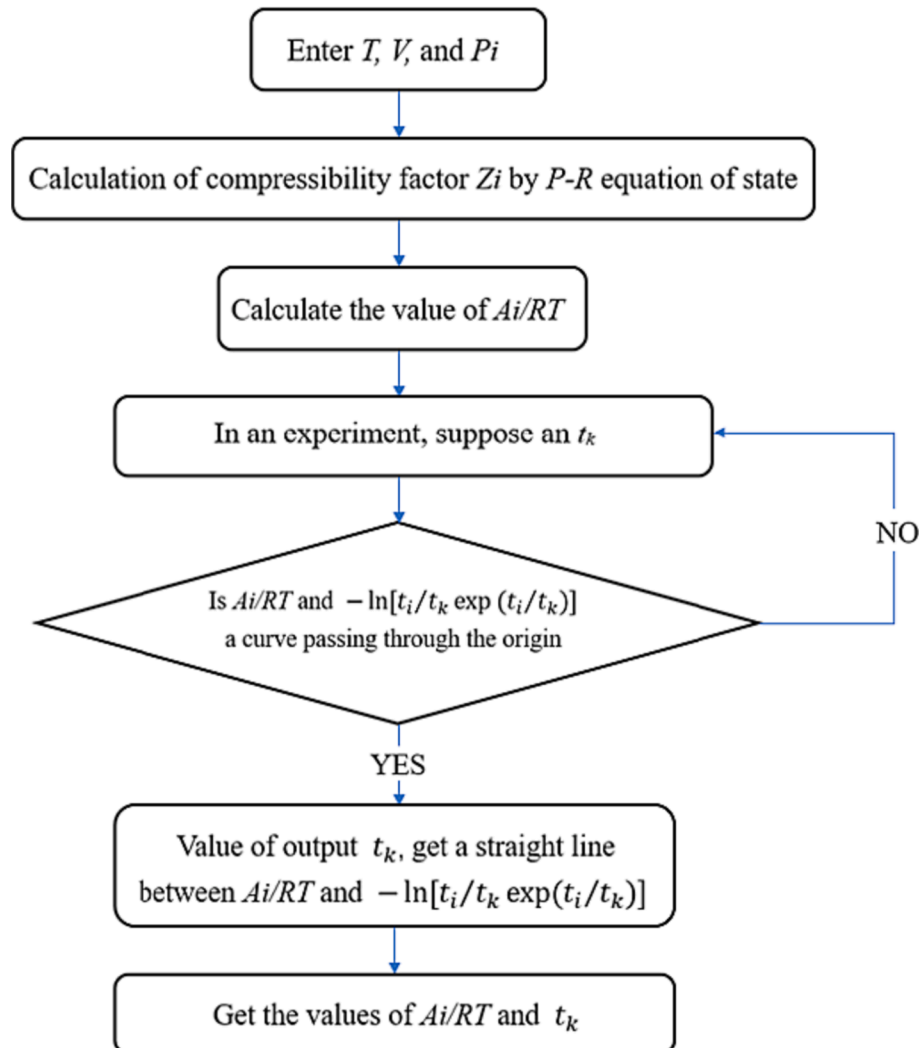 Enter T, V, and Pi
Calculation of compressibility factor Zi by P-R equation of state
Calculate the value of Ai/RT
In an experiment, suppose an tₖ
NO
Is Ai/RT and −ln[tᵢ/tₖ exp (tᵢ/tₖ)]
a curve passing through the origin
YES
Value of output tₖ, get a straight line
between Ai/RT and −ln[tᵢ/tₖ exp(tᵢ/tₖ)]
Get the values of Ai/RT and tₖ